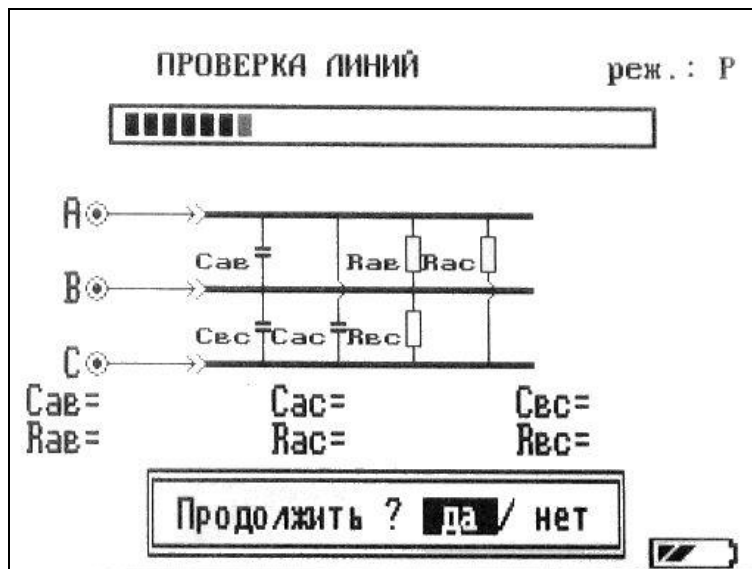 ПРОВЕРКА ЛИНИЙ реж.: Р
А
Сав Rав Rас
В
Свс Сас Rвс
С
Сав= Сас= Свс=
Rав= Rас= Rвс=
Продолжить ? да / нет